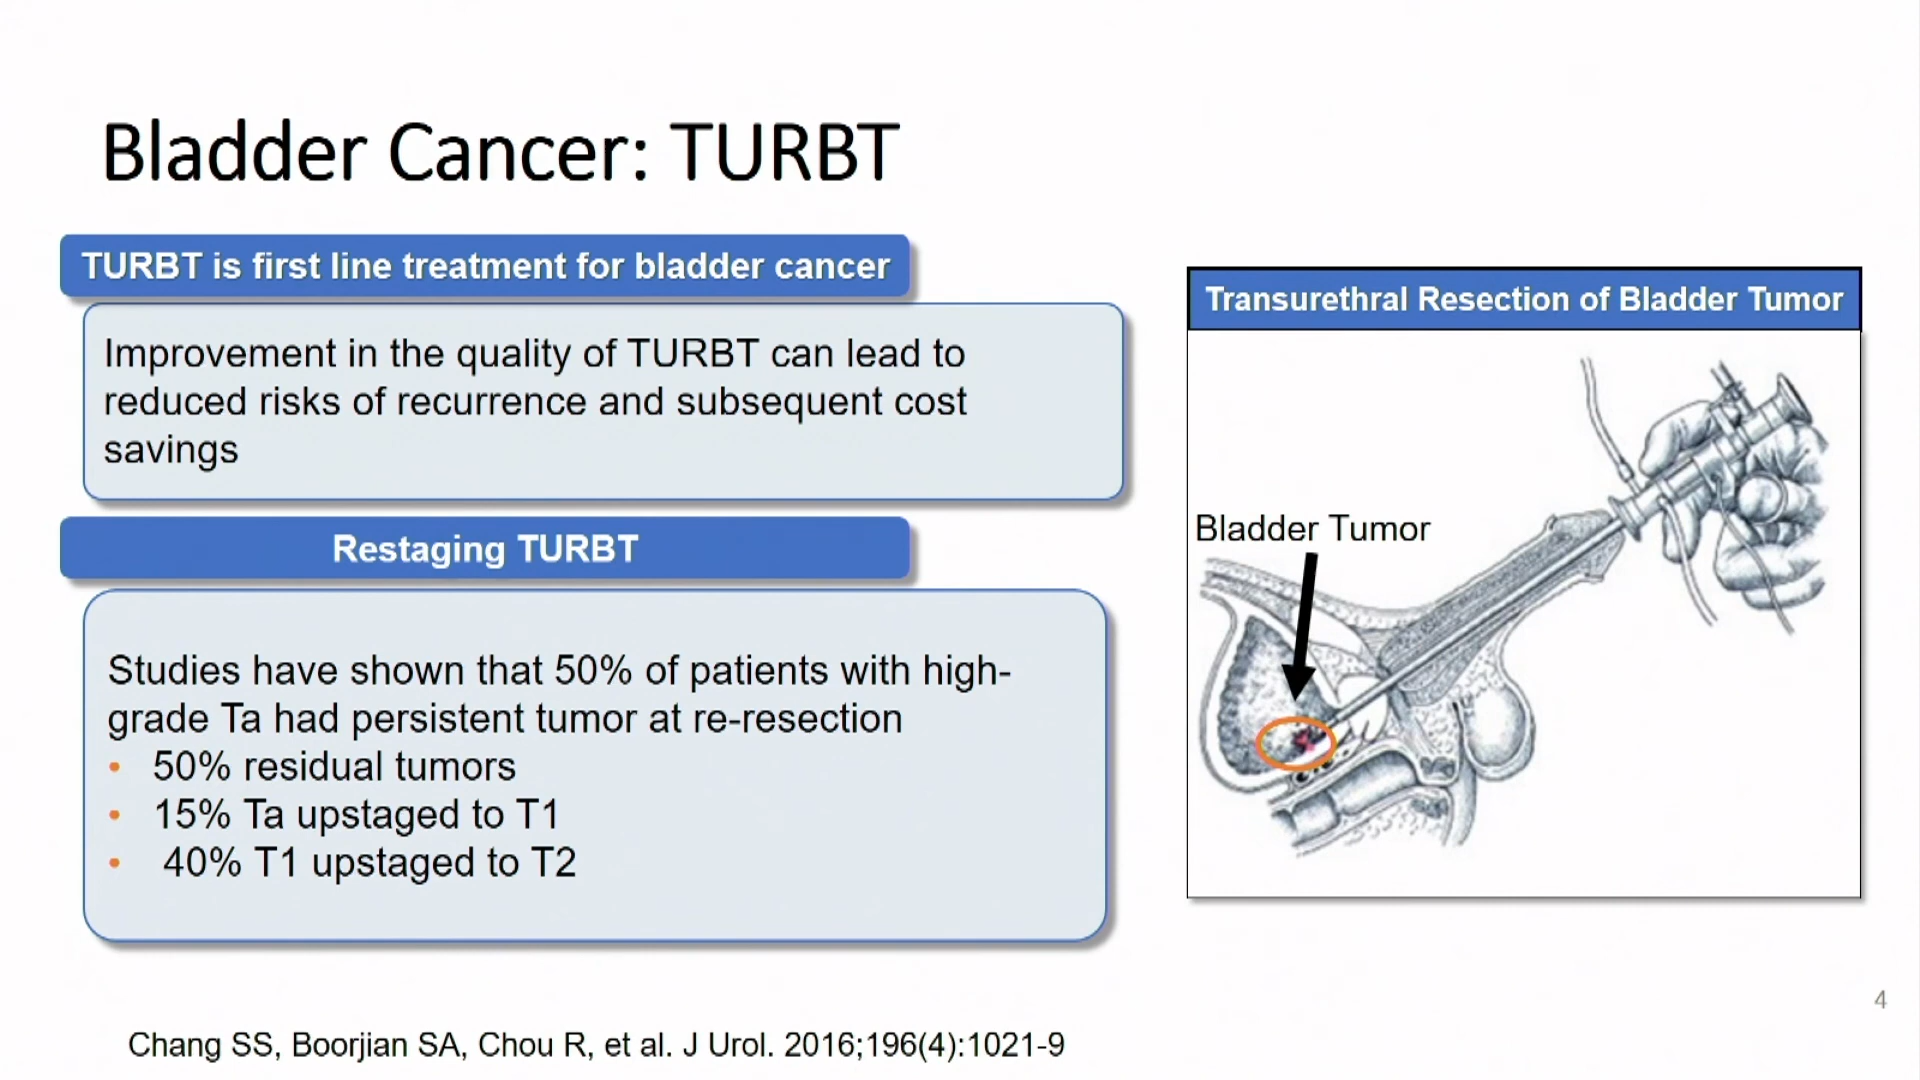 Bladder Cancer: TURBT
TURBT is first line treatment for bladder cancer
Improvement in the quality of TURBT can lead to
reduced risks of recurrence and subsequent cost
savings
Restaging TURBT
Studies have shown that 50% of patients with high-
grade Ta had persistent tumor at re-resection
• 50% residual tumors
• 15% Ta upstaged to T1
• 40% T1 upstaged to T2
Transurethral Resection of Bladder Tumor
Bladder Tumor
4
Chang SS, Boorjian SA, Chou R, et al. J Urol. 2016;196(4):1021-9